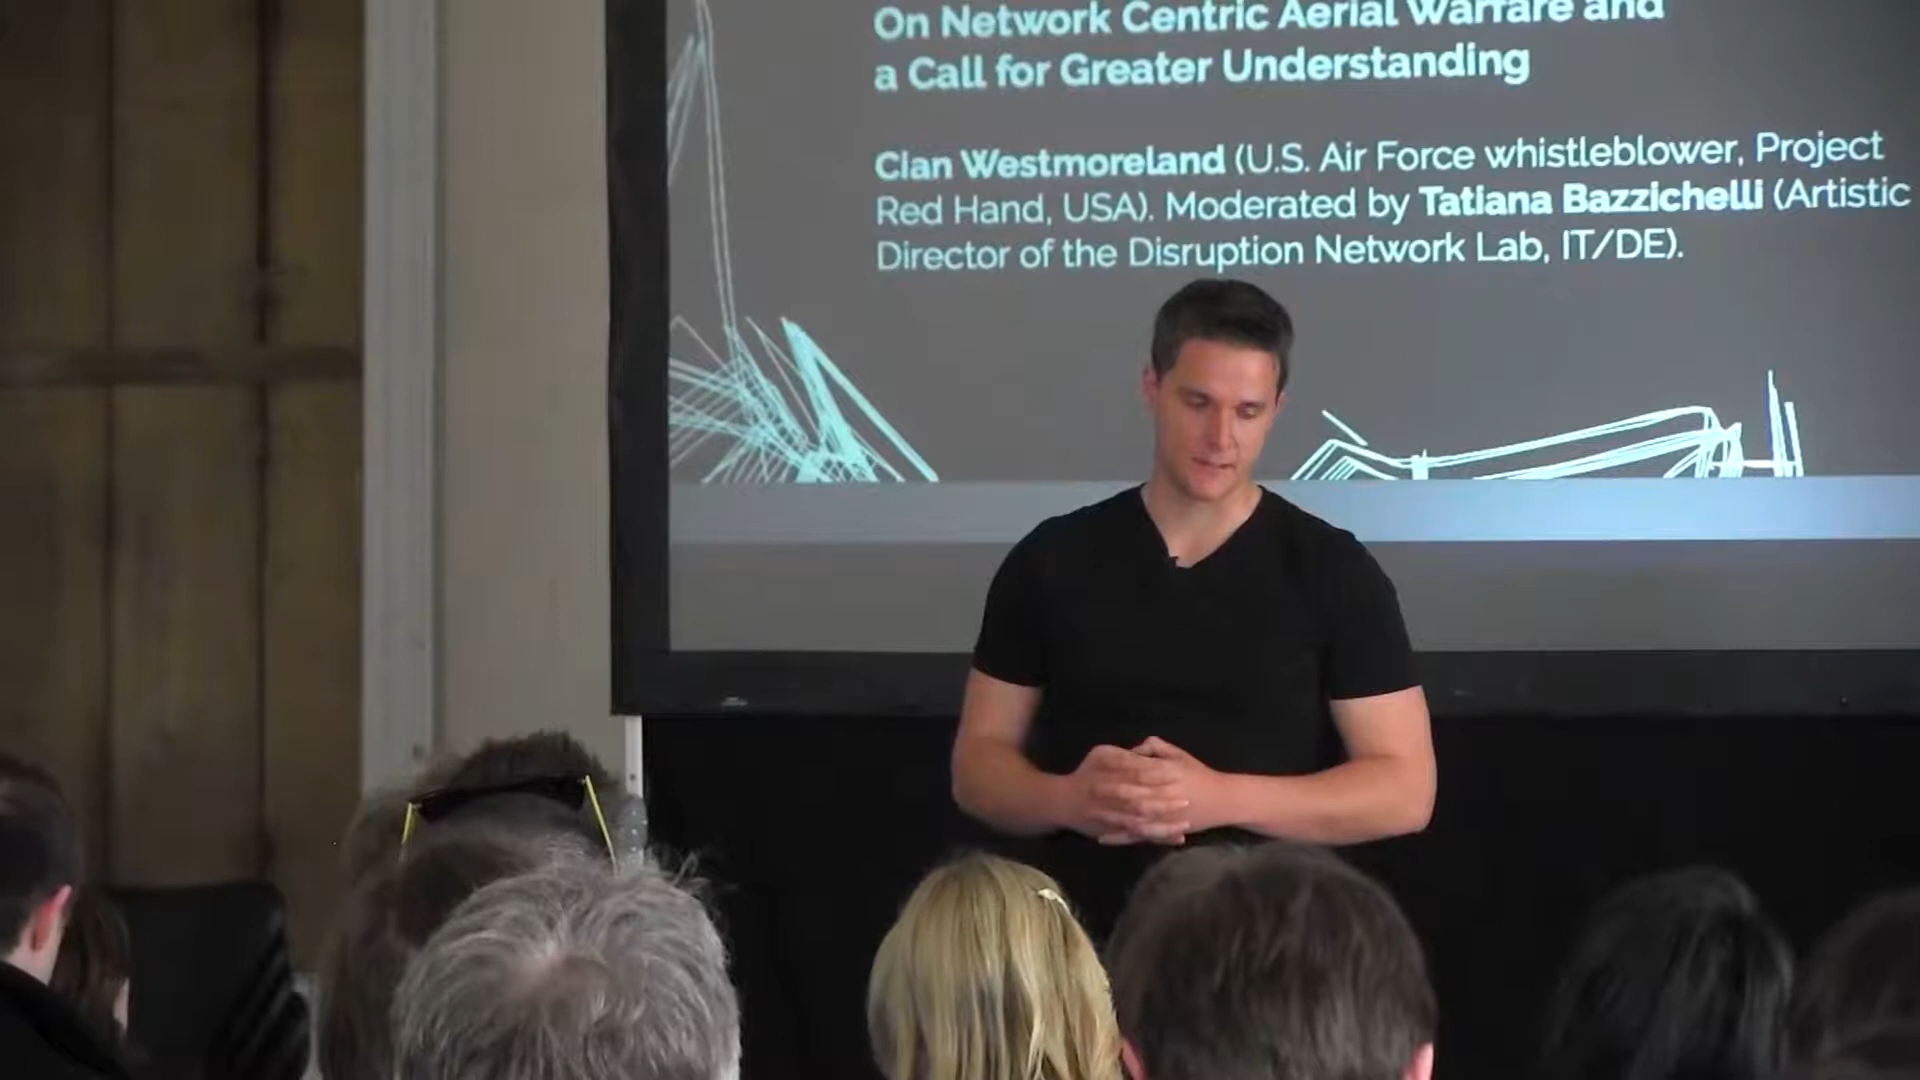 On Network Centric Aerial Warfare and
a Call for Greater Understanding
Cian Westmoreland (U.S. Air Force whistleblower, Project
Red Hand, USA). Moderated by Tatiana Bazzichelli (Artistic
Director of the Disruption Network Lab, IT/DE).